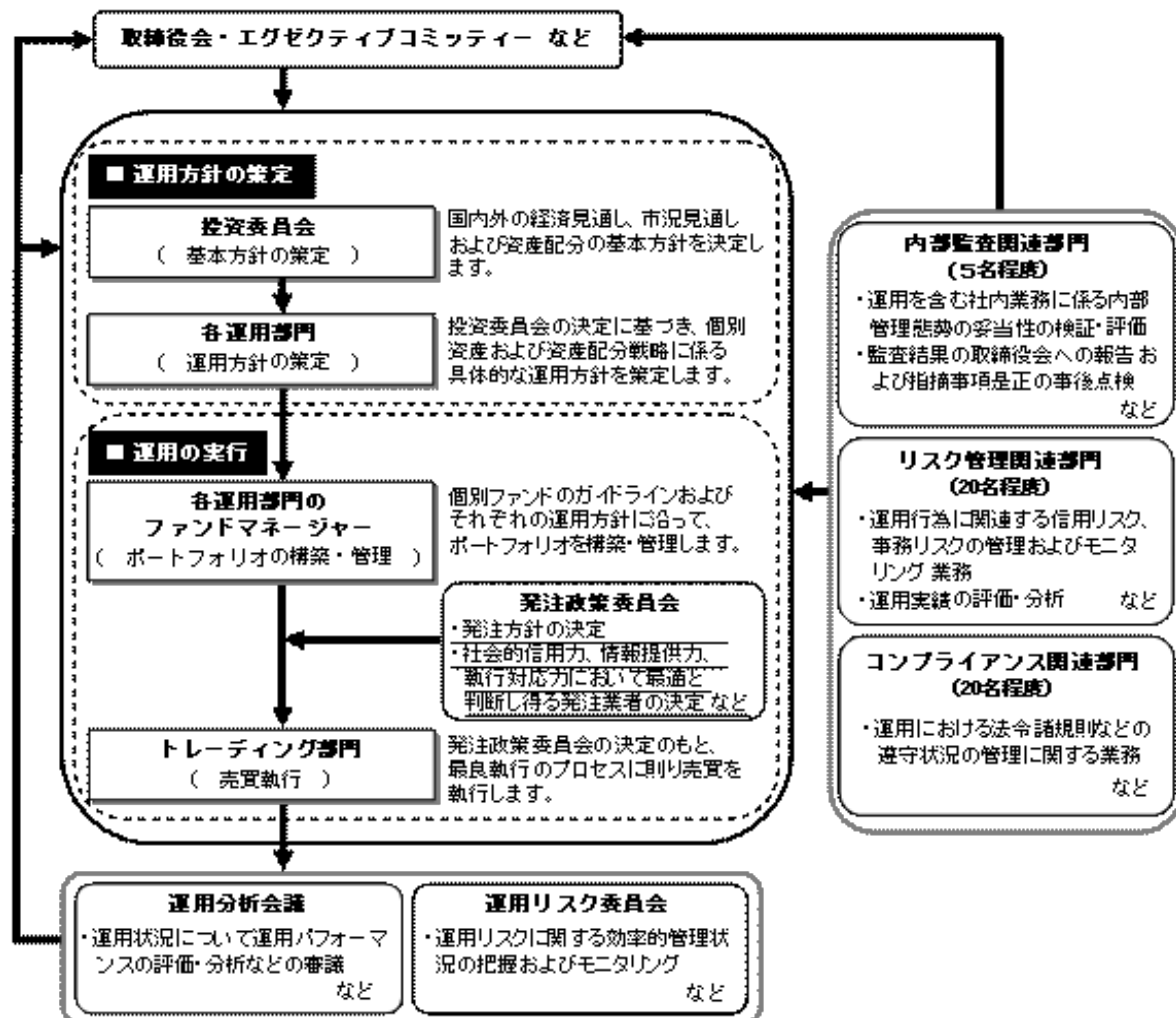 取締役会・エグゼクティブコミッティー など
■ 運用方針の策定
投資委員会
( 基本方針の策定 )
国内外の経済見通し、市況見通し
および資産配分の基本方針を決定し
ます。
各運用部門
( 運用方針の策定 )
投資委員会の決定に基づき、個別
資産および資産配分戦略に係る
具体的な運用方針を策定します。
■ 運用の実行
各運用部門の
ファンドマネージャー
( ポートフォリオの構築・管理 )
個別ファンドのガイドラインおよび
それぞれの運用方針に沿って、
ポートフォリオを構築・管理します。
発注政策委員会
・発注方針の決定
・社会的信用力、情報提供力、
執行対応力において最適と
判断し得る発注業者の決定 など
トレーディング部門
( 売買執行 )
発注政策委員会の決定のもと、
最良執行のプロセスに則り売買を
執行します。
運用分析会議
・運用状況について運用パフォーマ
ンスの評価・分析などの審議
など
運用リスク委員会
・運用リスクに関する効率的管理状
況の把握およびモニタリング
など
内部監査関連部門
(5名程度)
・運用を含む社内業務に係る内部
管理態勢の妥当性の検証・評価
・監査結果の取締役会への報告お
よび指摘事項是正の事後点検
など
リスク管理関連部門
(20名程度)
・運用行為に関連する信用リスク、
事務リスクの管理およびモニタ
リング業務
・運用実績の評価・分析 など
コンプライアンス関連部門
(20名程度)
・運用における法令諸規則などの
遵守状況の管理に関する業務
など